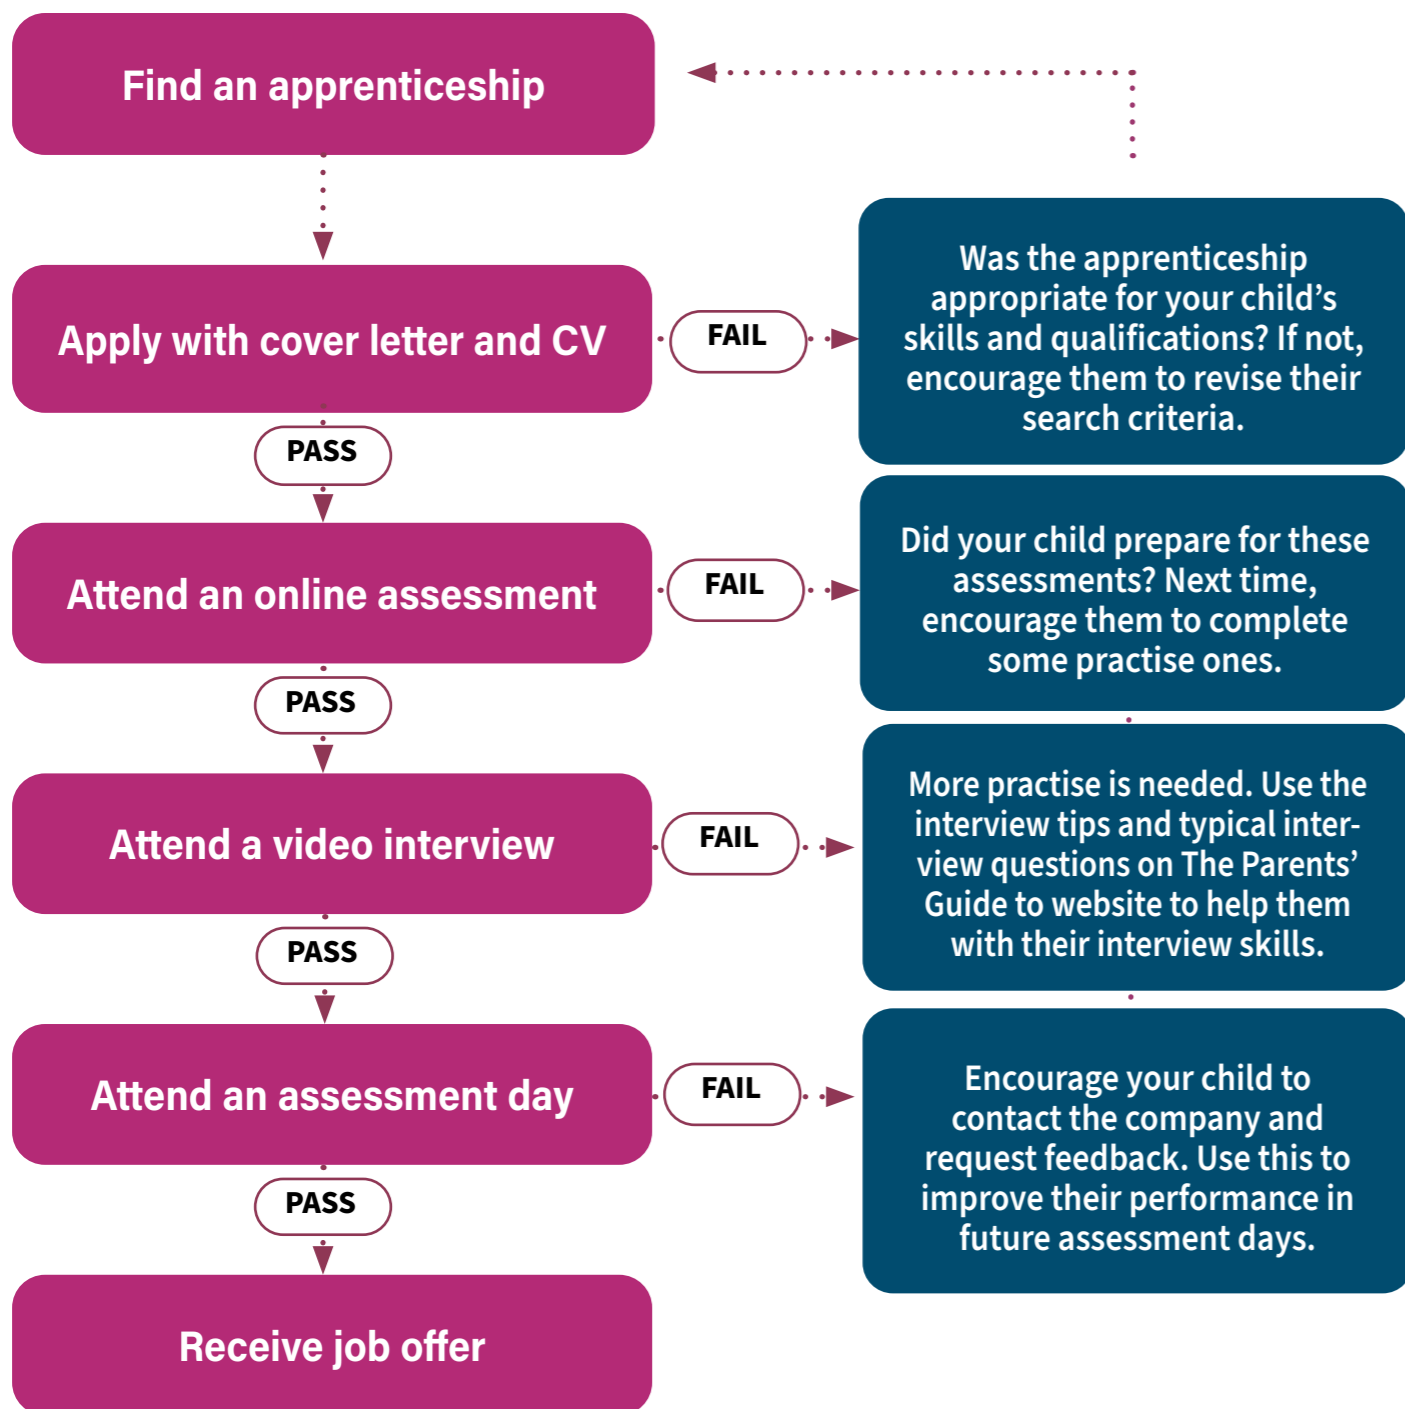 Find an apprenticeship
Apply with cover letter and CV
FAIL
Was the apprenticeship
appropriate for your child’s
skills and qualifications? If not,
encourage them to revise their
search criteria.
PASS
Attend an online assessment
FAIL
Did your child prepare for these
assessments? Next time,
encourage them to complete
some practise ones.
PASS
Attend a video interview
FAIL
More practise is needed. Use the
interview tips and typical inter-
view questions on The Parents’
Guide to website to help them
with their interview skills.
PASS
Attend an assessment day
FAIL
Encourage your child to
contact the company and
request feedback. Use this to
improve their performance in
future assessment days.
PASS
Receive job offer